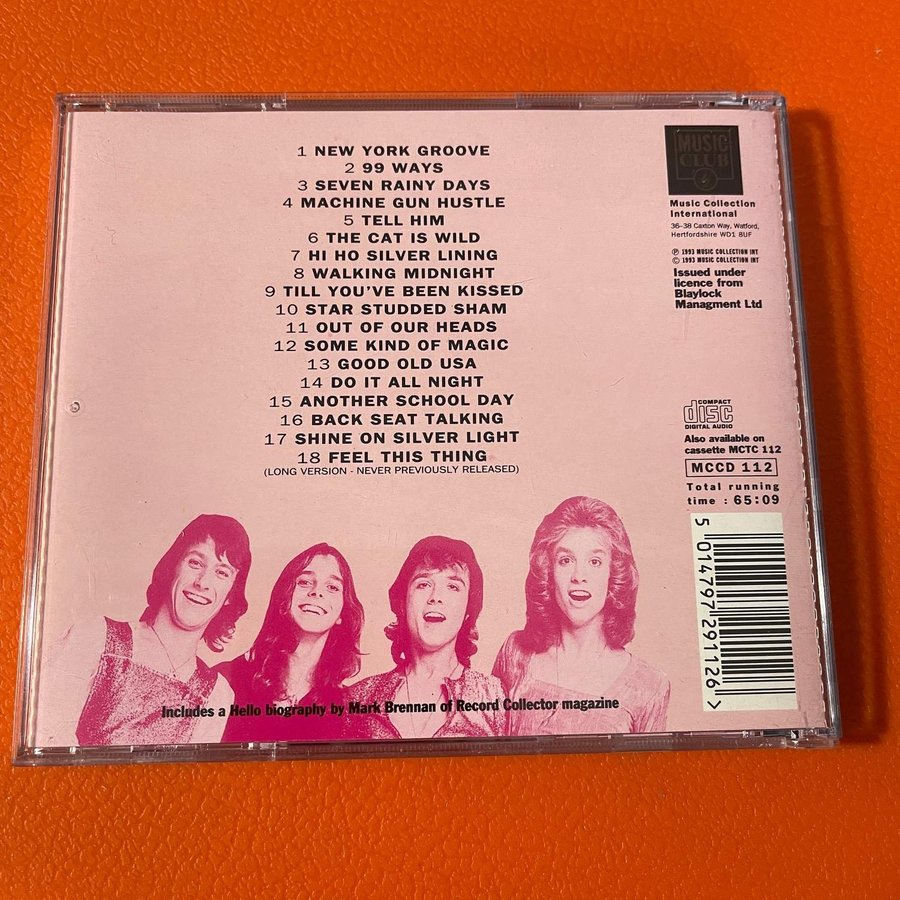 1 NEW YORK GROOVE
2 99 WAYS
3 SEVEN RAINY DAYS
4 MACHINE GUN HUSTLE
5 TELL HIM
6 THE CAT IS WILD
7 HI HO SILVER LINING
8 WALKING MIDNIGHT
9 TILL YOU'VE BEEN KISSED
10 STAR STUDDED SHAM
11 OUT OF OUR HEADS
12 SOME KIND OF MAGIC
13 GOOD OLD USA
14 DO IT ALL NIGHT
15 ANOTHER SCHOOL DAY
16 BACK SEAT TALKING
17 SHINE ON SILVER LIGHT
18 FEEL THIS THING
(LONG VERSION - NEVER PREVIOUSLY RELEASED)
MUSIC
CLUB
Music Collection
International
36-38 Caxton Way, Watford,
Hertfordshire WD1 8UF
℗ 1993 MUSIC COLLECTION INT
© 1993 MUSIC COLLECTION INT
Issued under
licence from
Blaylock
Managment Ltd
COMPACT
disc
DIGITAL AUDIO
Also available on
cassette MCTC 112
MCCD 112
Total running
time : 65:09
5 014797 291126 >
Includes a Hello biography by Mark Brennan of Record Collector magazine